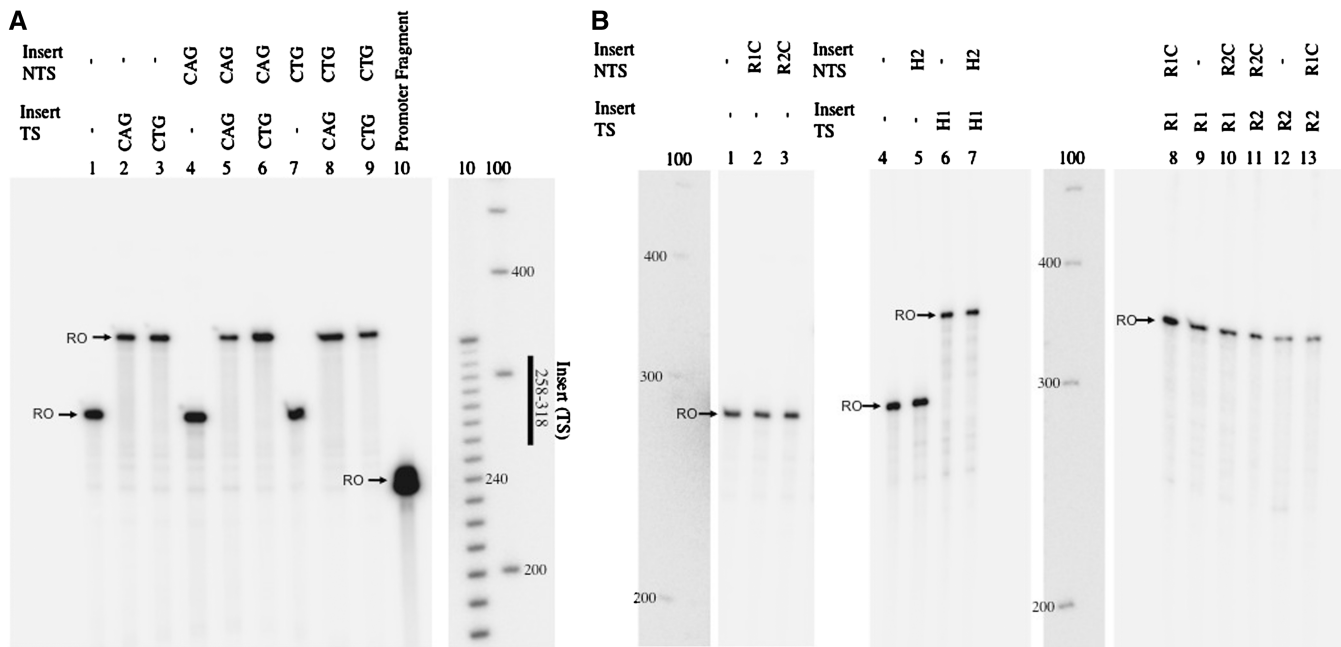 A
Insert NTS - - - CAG CAG CAG CTG CTG CTG Promoter Fragment
Insert TS - CAG CTG - CAG CTG - CAG CTG
1 2 3 4 5 6 7 8 9 10 10 100
400
RO
Insert (TS)
258-318
RO
RO
240
200
B
Insert NTS - R1C R2C
Insert TS - - -
100 1 2 3
400
300
RO
200
Insert NTS - H2 - H2
Insert TS - - H1 H1
4 5 6 7
RO
RO
100
400
300
200
R1C - R2C R2C - R1C
R1 R1 R1 R2 R2 R2
8 9 10 11 12 13
RO